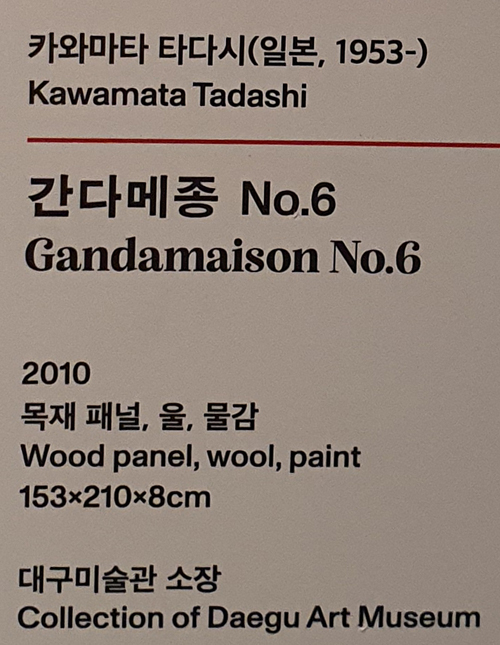 카와마타 타다시(일본, 1953-)
Kawamata Tadashi
간다메종 No.6
Gandamaison No.6
2010
목재 패널, 울, 물감
Wood panel, wool, paint
153×210×8cm
대구미술관 소장
Collection of Daegu Art Museum